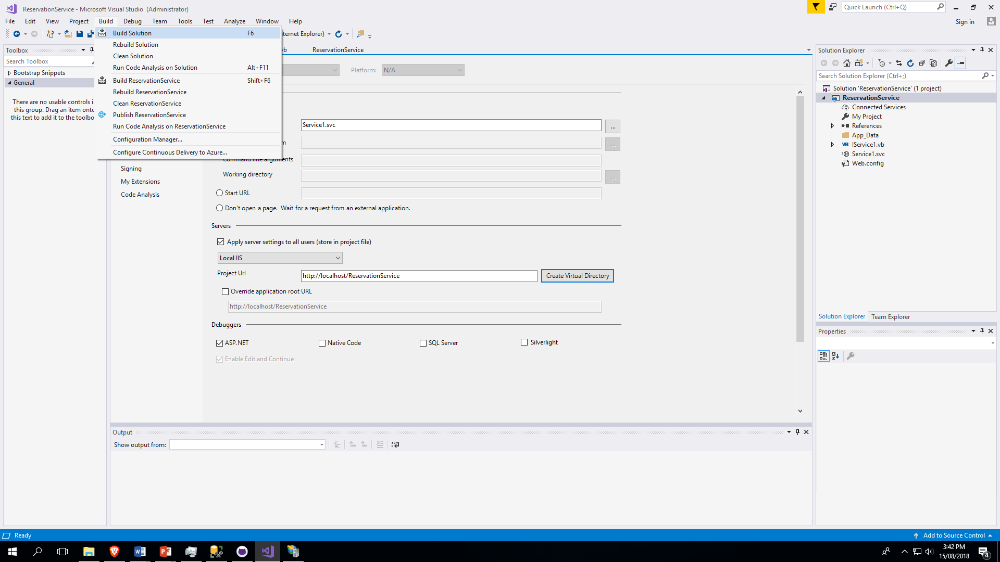 ReservationService - Microsoft Visual Studio (Administrator)
Quick Launch (Ctrl+Q)
File Edit View Project Build Debug Team Tools Test Analyze Window Help
Sign in
Build Solution F6
Rebuild Solution
Clean Solution
Run Code Analysis on Solution Alt+F11
Build ReservationService Shift+F6
Rebuild ReservationService
Clean ReservationService
Publish ReservationService
Run Code Analysis on ReservationService
Configuration Manager...
Configure Continuous Delivery to Azure...
nternet Explorer)
Toolbox
Search Toolbox
Bootstrap Snippets
General
There are no usable controls i
this group. Drag an item onto
this text to add it to the toolbo
vb
ReservationService
Platform: N/A
Service1.svc
...
m
...
Command line arguments
Working directory
...
Start URL
Don't open a page. Wait for a request from an external application.
Signing
My Extensions
Code Analysis
Servers
Apply server settings to all users (store in project file)
Local IIS
Project Url
http://localhost/ReservationService
Create Virtual Directory
Override application root URL
http://localhost/ReservationService
Debuggers
ASP.NET
Native Code
SQL Server
Silverlight
Enable Edit and Continue
Output
Show output from:
Solution Explorer
Search Solution Explorer (Ctrl+;)
Solution 'ReservationService' (1 project)
ReservationService
Connected Services
My Project
References
App_Data
VB IService1.vb
Service1.svc
Web.config
Solution Explorer
Team Explorer
Properties
Ready
Add to Source Control
3:42 PM
15/08/2018
4